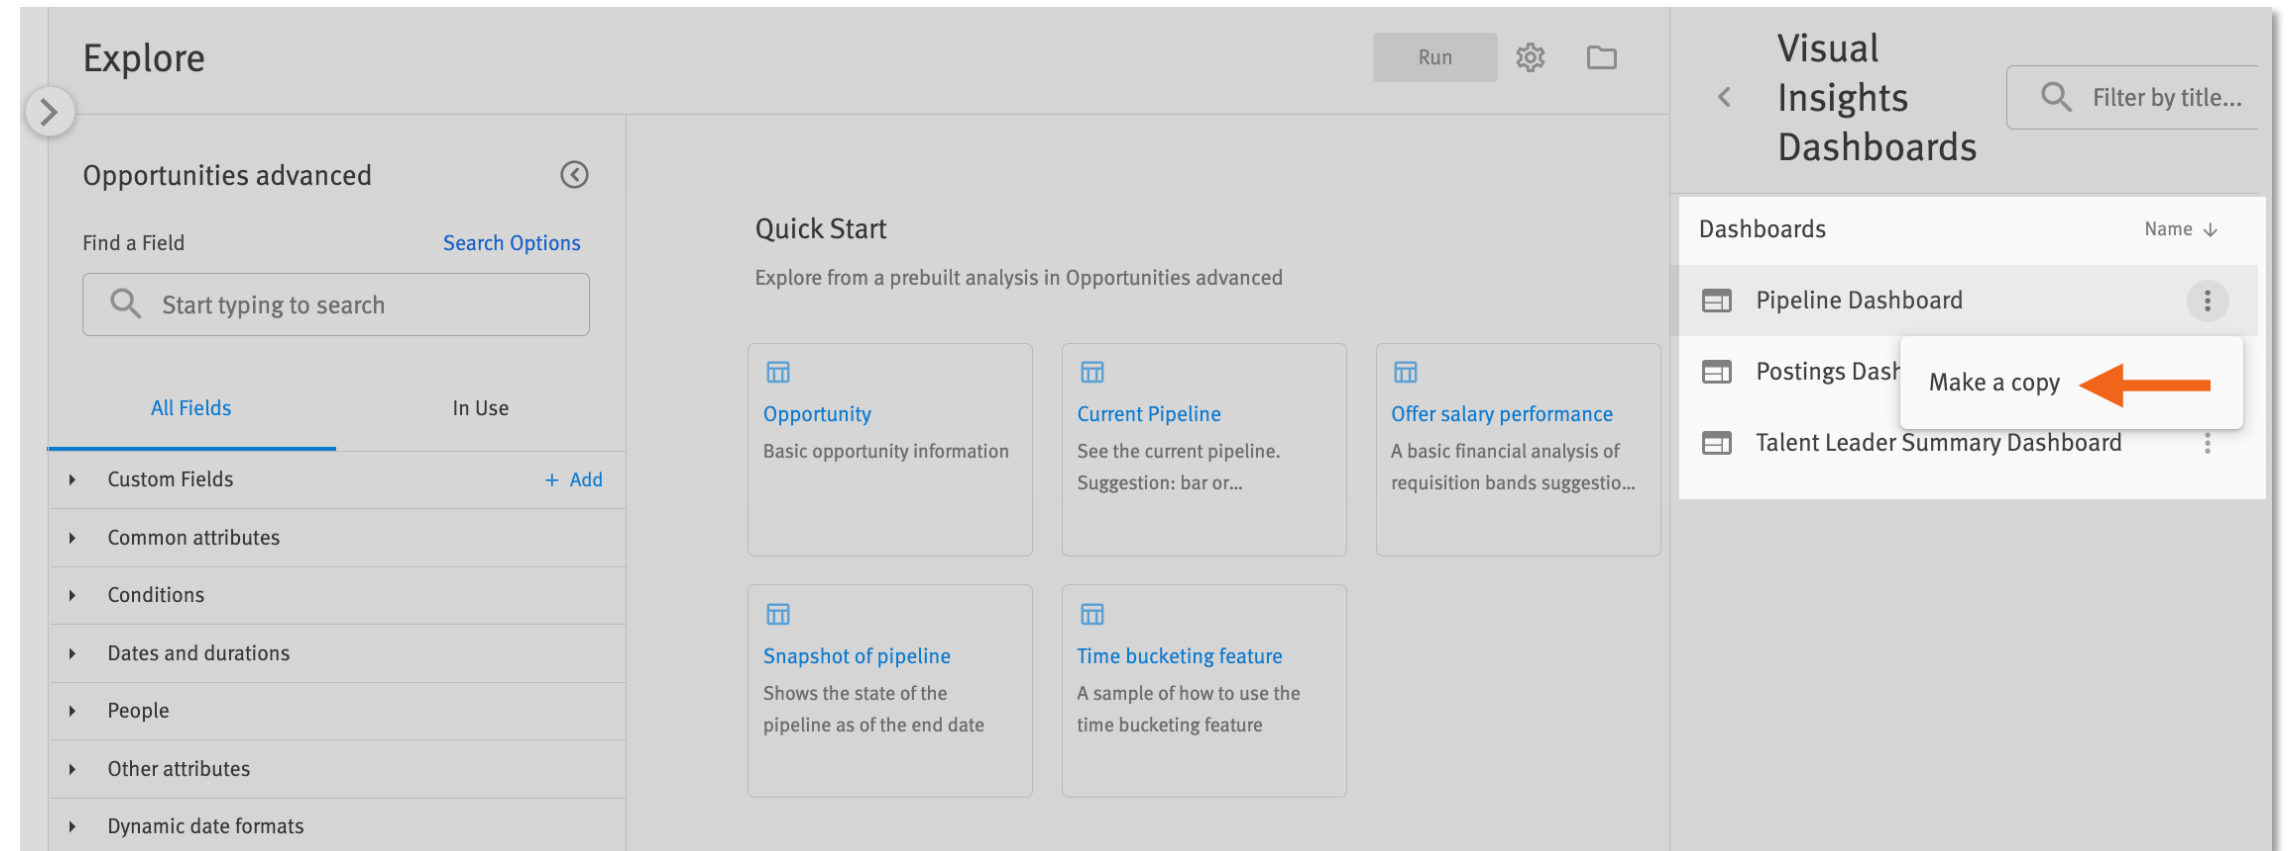 Explore
Run
Opportunities advanced
Find a Field
Search Options
Start typing to search
All Fields
In Use
Custom Fields
+ Add
Common attributes
Conditions
Dates and durations
People
Other attributes
Dynamic date formats
Quick Start
Explore from a prebuilt analysis in Opportunities advanced
Opportunity
Basic opportunity information
Current Pipeline
See the current pipeline.
Suggestion: bar or...
Offer salary performance
A basic financial analysis of
requisition bands suggestio...
Snapshot of pipeline
Shows the state of the
pipeline as of the end date
Time bucketing feature
A sample of how to use the
time bucketing feature
Visual
Insights
Dashboards
Filter by title...
Dashboards
Name
Pipeline Dashboard
Postings Dash
Make a copy
Talent Leader Summary Dashboard